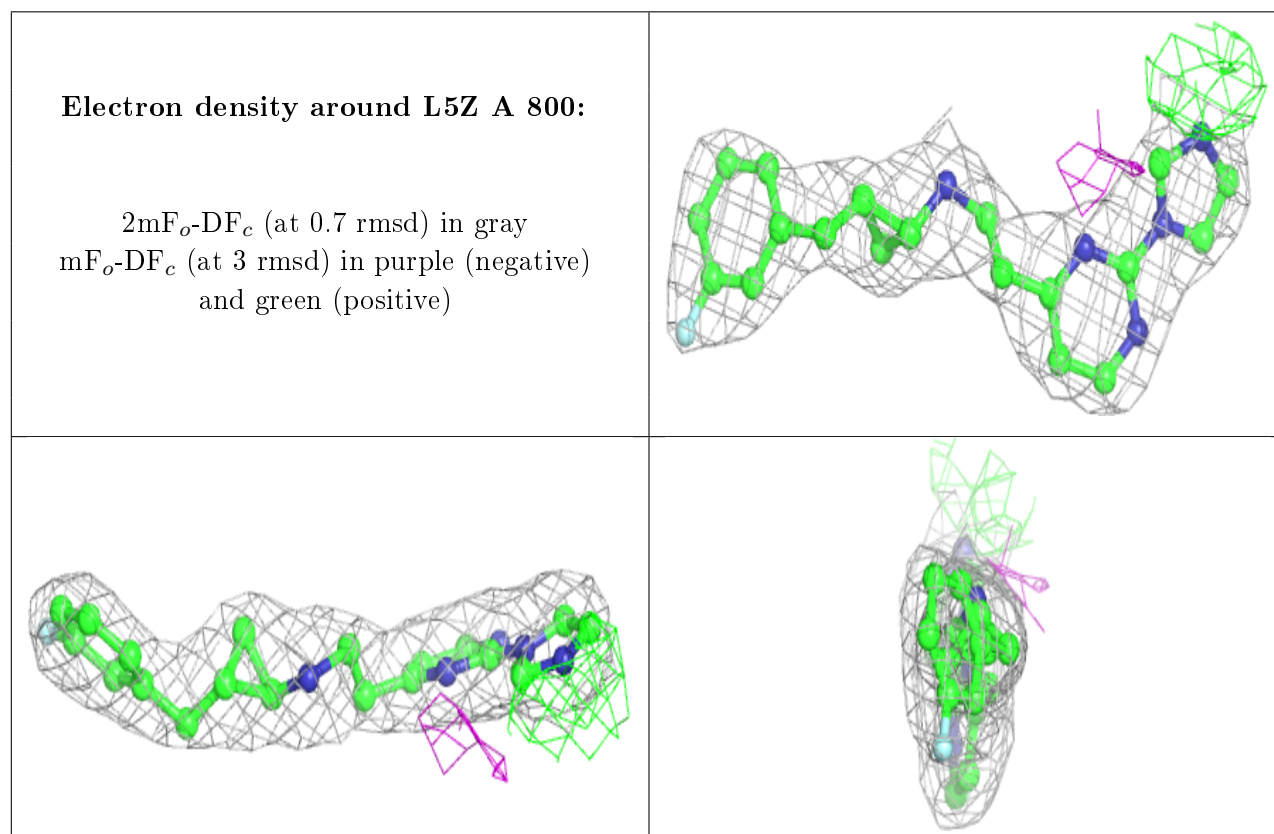 Electron density around L5Z A 800:
2mFo-DFc (at 0.7 rmsd) in gray
mFo-DFc (at 3 rmsd) in purple (negative)
and green (positive)